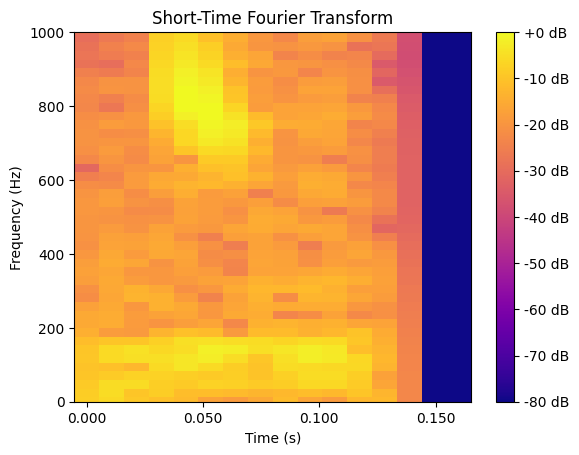 Short-Time Fourier Transform
1000
800
600
400
200
0
Frequency (Hz)
0.000
0.050
0.100
0.150
Time (s)
+0 dB
-10 dB
-20 dB
-30 dB
-40 dB
-50 dB
-60 dB
-70 dB
-80 dB